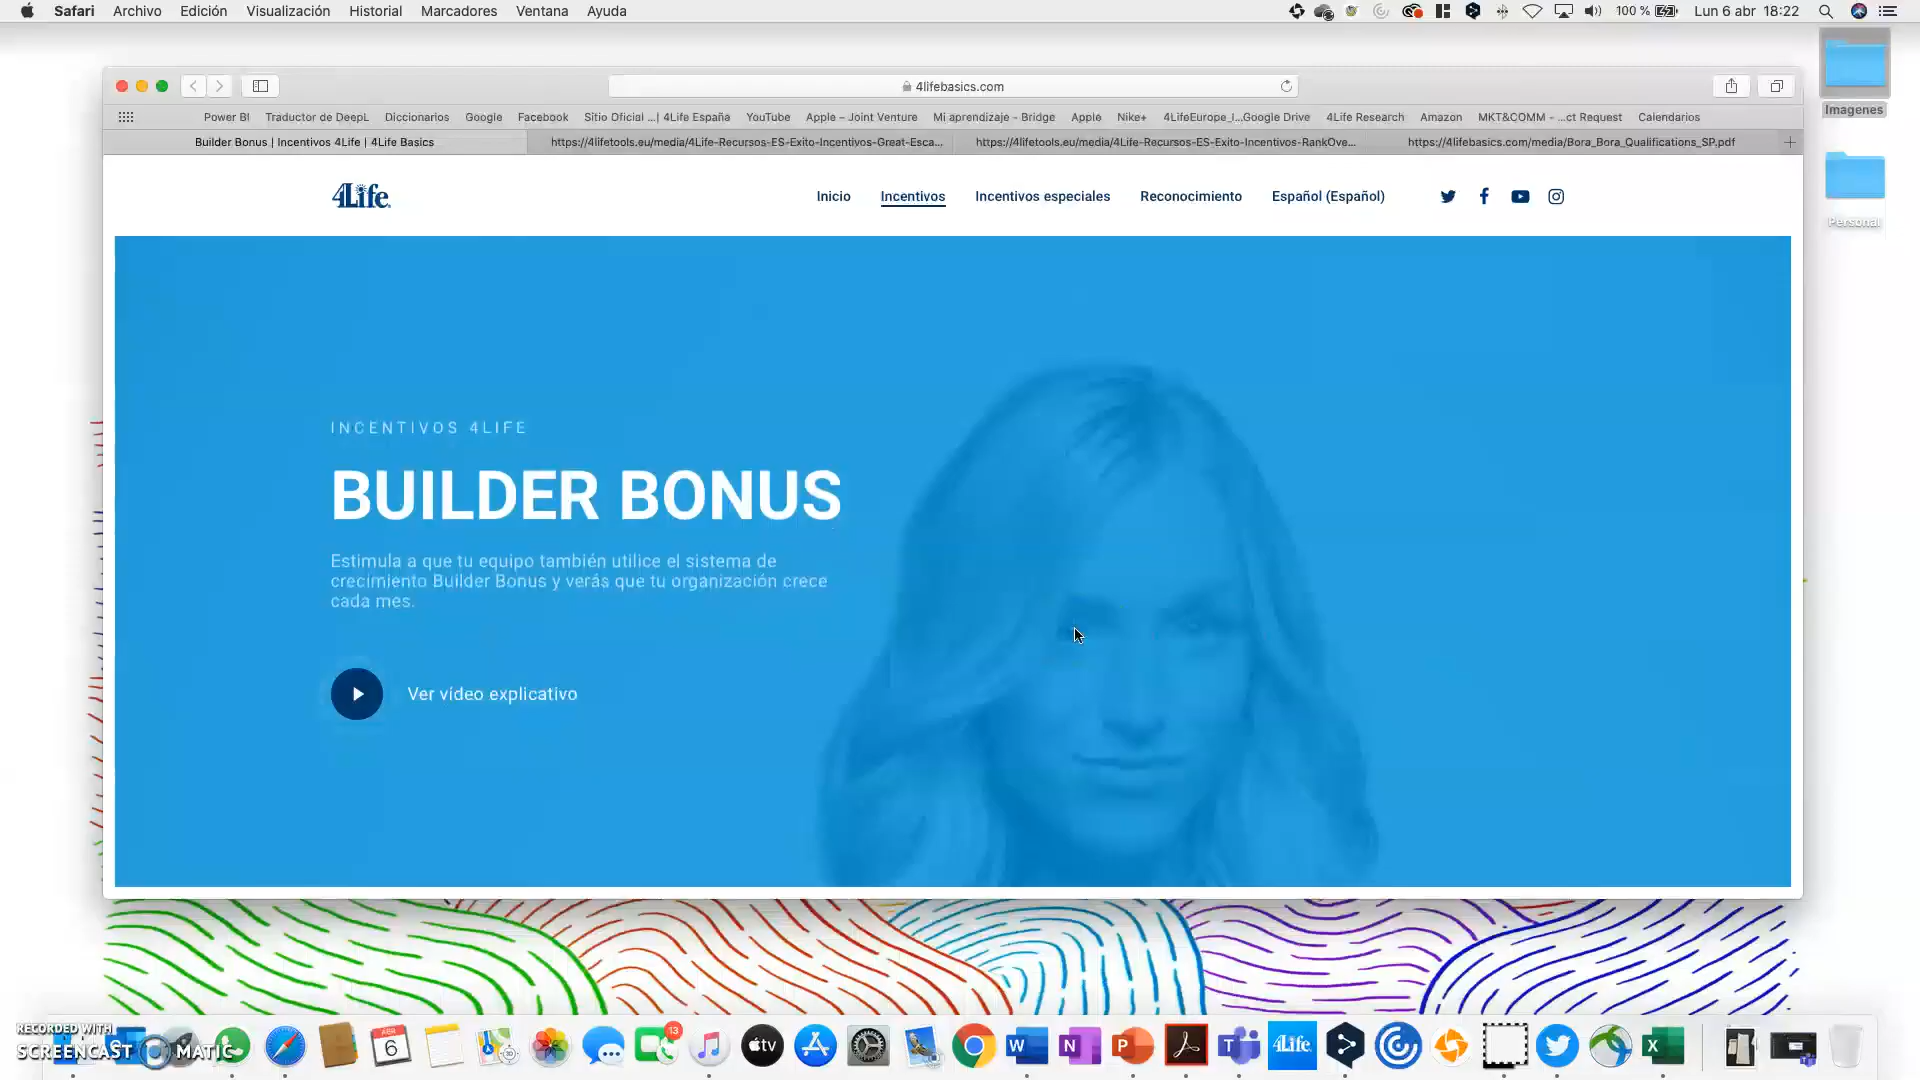 Safari Archivo Edición Visualización Historial Marcadores Ventana Ayuda 100 % Lun 6 abr 18:22
4lifebasics.com
Imagenes
Power BI Traductor de DeepL Diccionarios Google Facebook Sitio Oficial ...| 4Life España YouTube Apple – Joint Venture Mi aprendizaje - Bridge Apple Nike+ 4LifeEurope_I...Google Drive 4Life Research Amazon MKT&COMM - ...ct Request Calendarios
Builder Bonus | Incentivos 4Life | 4Life Basics https://4lifetools.eu/media/4Life-Recursos-ES-Exito-Incentivos-Great-Esca... https://4lifetools.eu/media/4Life-Recursos-ES-Exito-Incentivos-RankOve... https://4lifebasics.com/media/Bora_Bora_Qualifications_SP.pdf
4Life Inicio Incentivos Incentivos especiales Reconocimiento Español (Español)
Personal
INCENTIVOS 4LIFE
BUILDER BONUS
Estimula a que tu equipo también utilice el sistema de
crecimiento Builder Bonus y verás que tu organización crece
cada mes.
Ver vídeo explicativo
RECORDED WITH
SCREENCAST MATIC
ABR
6
13
tv
W
N
P
T
4Life
X